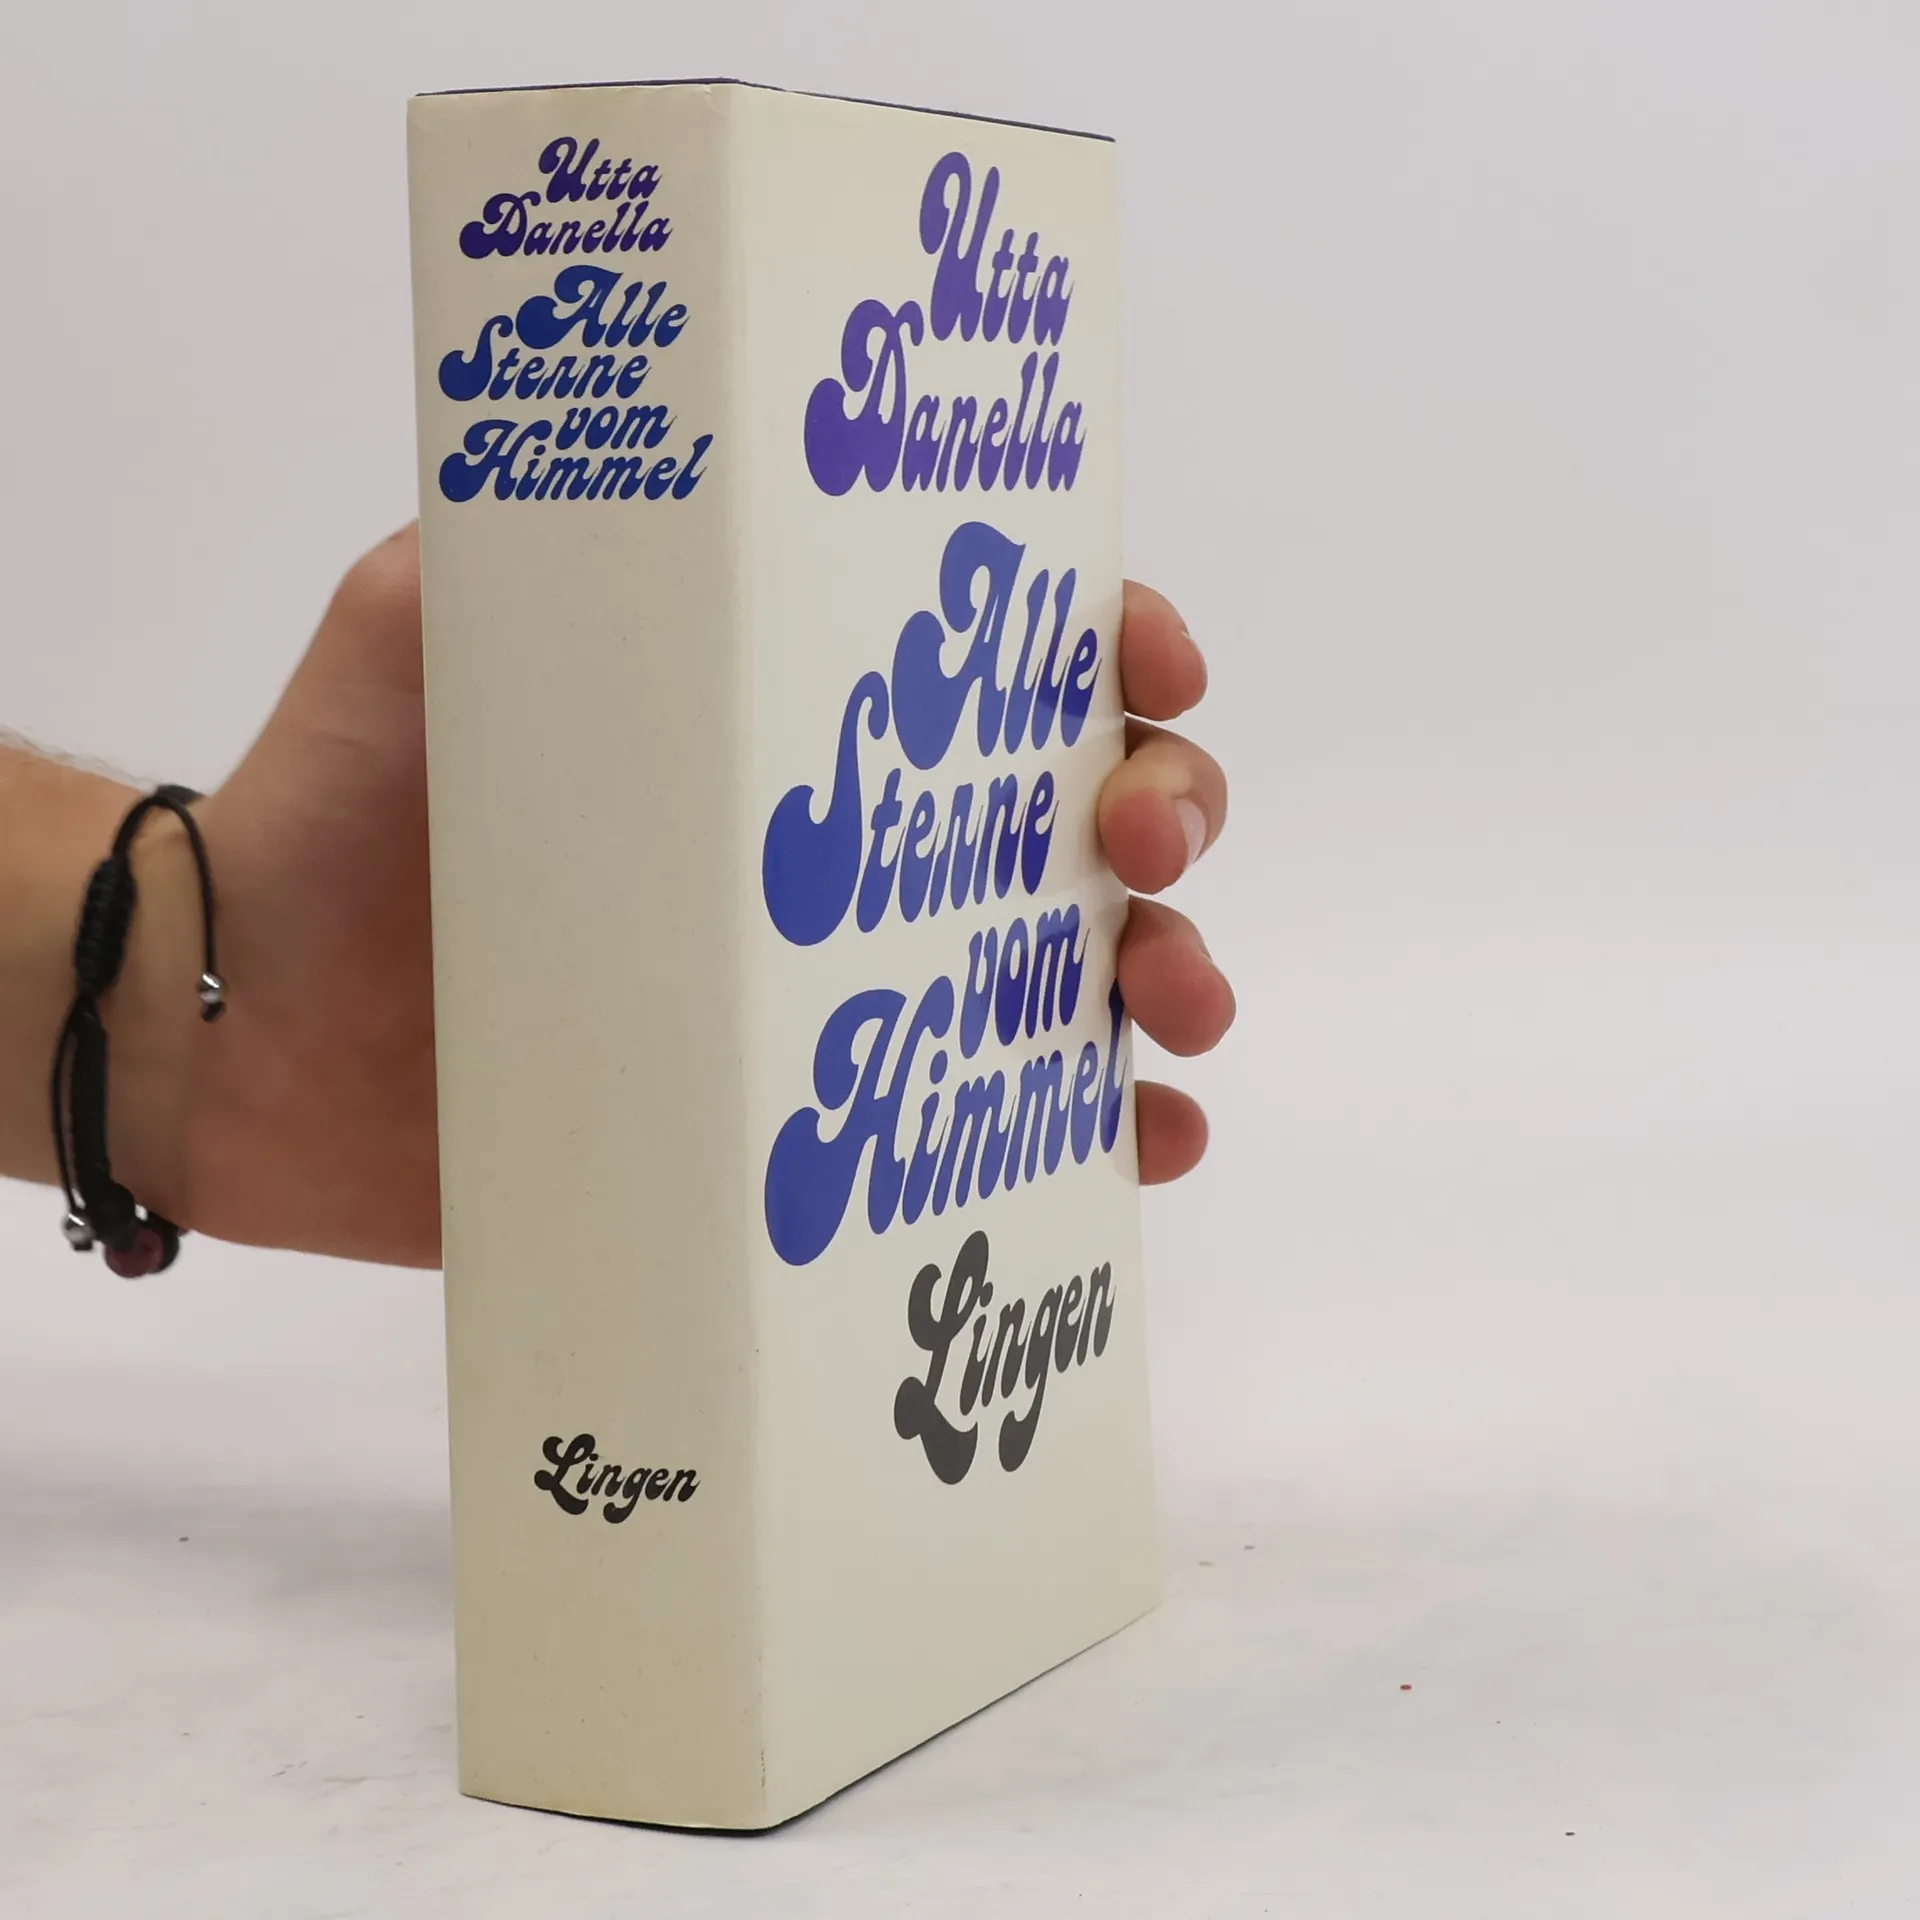 Utta
Danella
Alle
Sterne
vom
Himmel
Lingen
Utta
Danella
Alle
Sterne
vom
Himmel
Lingen